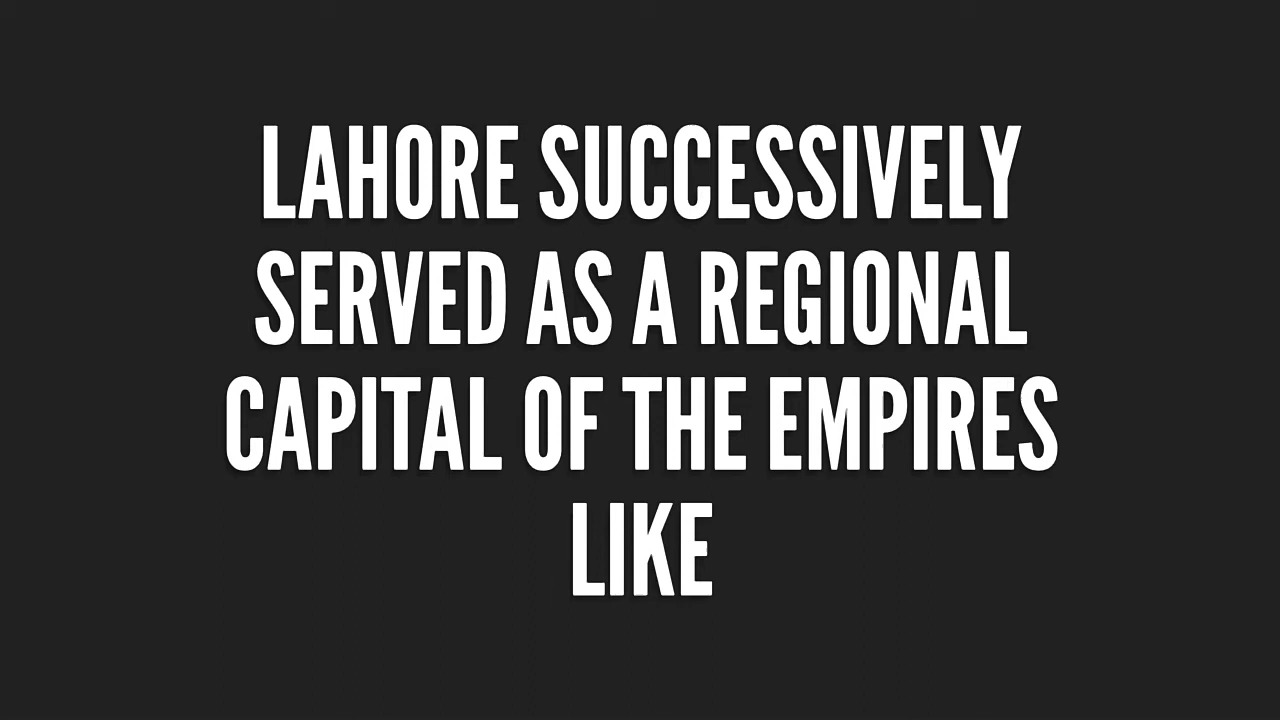 LAHORE SUCCESSIVELY
SERVED AS A REGIONAL
CAPITAL OF THE EMPIRES
LIKE